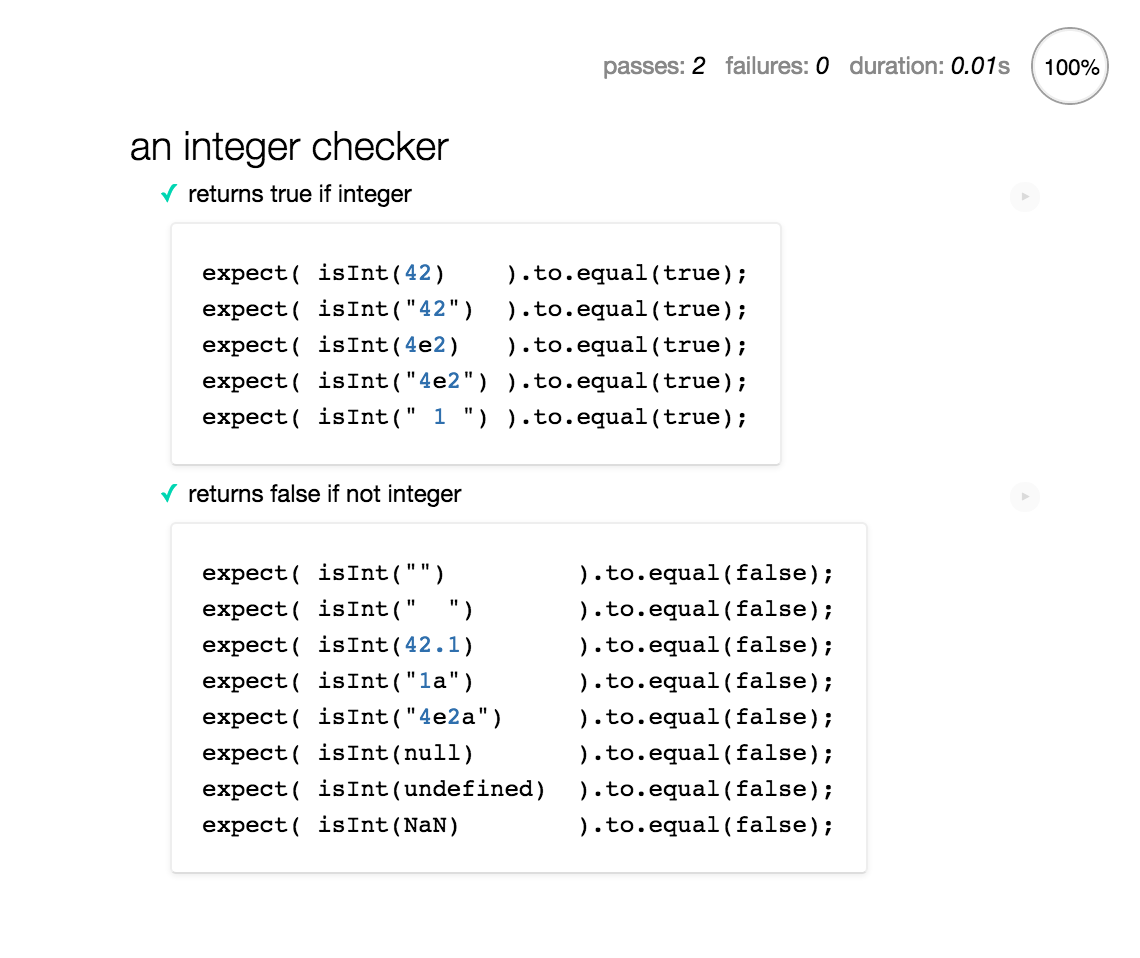 passes: 2 failures: 0 duration: 0.01s 100%
an integer checker
✓ returns true if integer
expect( isInt(42)    ).to.equal(true);
expect( isInt("42")  ).to.equal(true);
expect( isInt(4e2)   ).to.equal(true);
expect( isInt("4e2") ).to.equal(true);
expect( isInt(" 1 ") ).to.equal(true);
✓ returns false if not integer
expect( isInt("")         ).to.equal(false);
expect( isInt("  ")       ).to.equal(false);
expect( isInt(42.1)       ).to.equal(false);
expect( isInt("1a")       ).to.equal(false);
expect( isInt("4e2a")     ).to.equal(false);
expect( isInt(null)       ).to.equal(false);
expect( isInt(undefined)  ).to.equal(false);
expect( isInt(NaN)        ).to.equal(false);